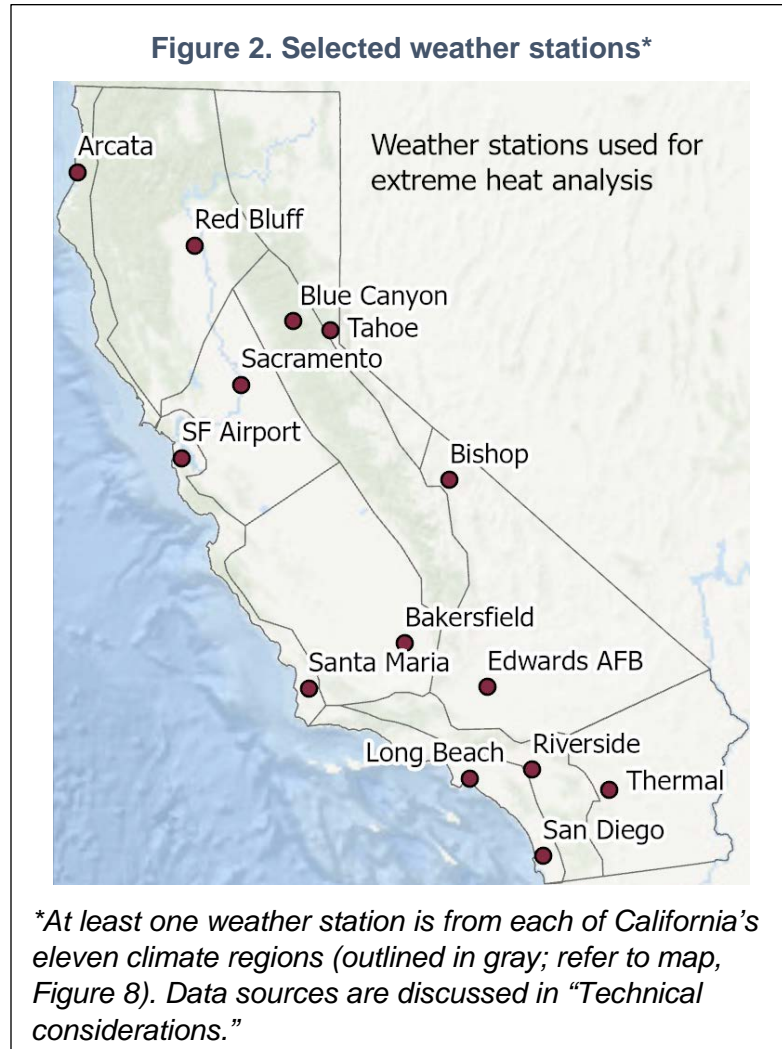 Figure 2. Selected weather stations*
Weather stations used for
extreme heat analysis
Arcata
Red Bluff
Blue Canyon
Tahoe
Sacramento
SF Airport
Bishop
Bakersfield
Santa Maria
Edwards AFB
Long Beach
Riverside
Thermal
San Diego
*At least one weather station is from each of California’s
eleven climate regions (outlined in gray; refer to map,
Figure 8). Data sources are discussed in “Technical
considerations.”